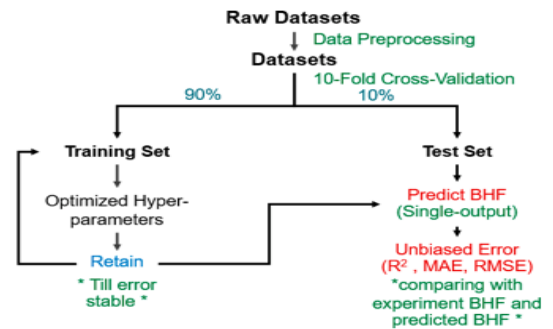 Raw Datasets
Data Preprocessing
Datasets
10-Fold Cross-Validation
90%
10%
Training Set
Optimized Hyper-
parameters
Retain
* Till error
stable *
Test Set
Predict BHF
(Single-output)
Unbiased Error
(R², MAE, RMSE)
*comparing with
experiment BHF and
predicted BHF *